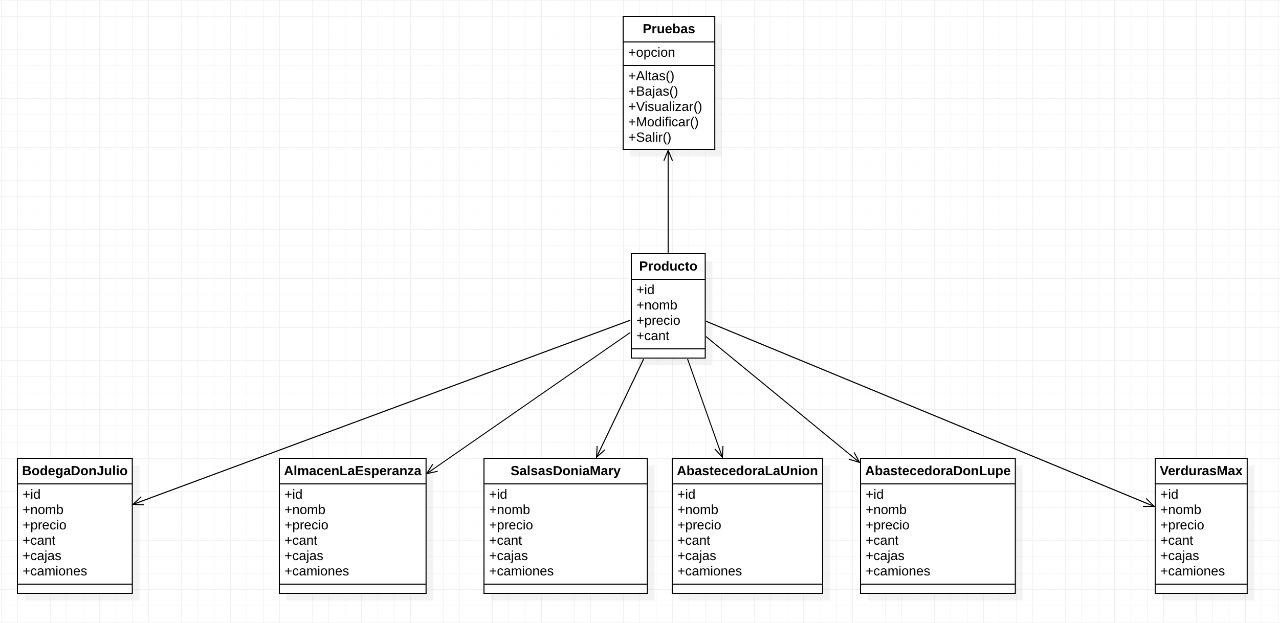 Pruebas
+opcion
+Altas()
+Bajas()
+Visualizar()
+Modificar()
+Salir()
Producto
+id
+nomb
+precio
+cant
BodegaDonJulio
+id
+nomb
+precio
+cant
+cajas
+camiones
AlmacenLaEsperanza
+id
+nomb
+precio
+cant
+cajas
+camiones
SalsasDoniaMary
+id
+nomb
+precio
+cant
+cajas
+camiones
AbastecedoraLaUnion
+id
+nomb
+precio
+cant
+cajas
+camiones
AbastecedoraDonLupe
+id
+nomb
+precio
+cant
+cajas
+camiones
VerdurasMax
+id
+nomb
+precio
+cant
+cajas
+camiones